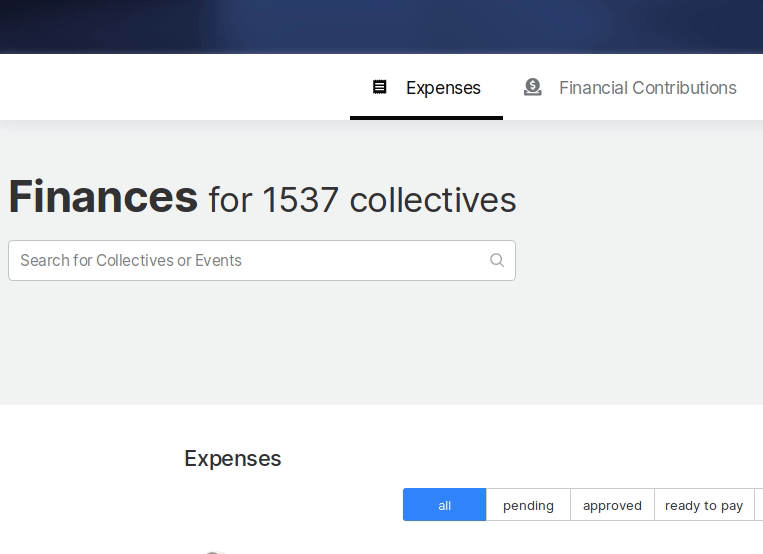 Expenses Financial Contributions
Finances for 1537 collectives
Search for Collectives or Events
Expenses
all pending approved ready to pay